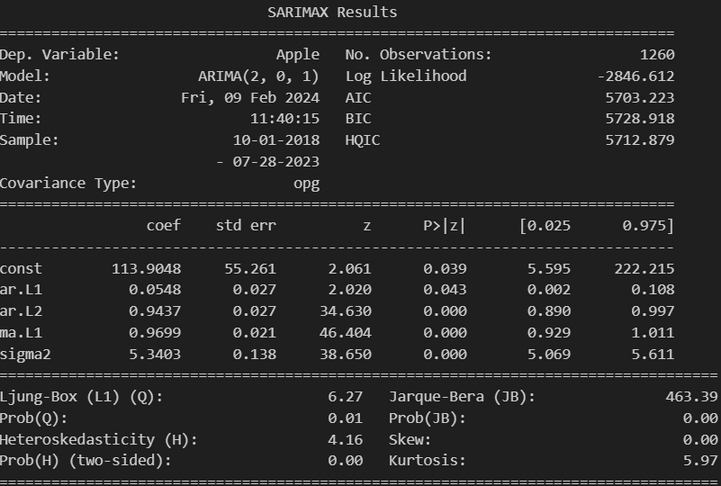 SARIMAX Results
==============================================================================
Dep. Variable: Apple No. Observations: 1260
Model: ARIMA(2, 0, 1) Log Likelihood -2846.612
Date: Fri, 09 Feb 2024 AIC 5703.223
Time: 11:40:15 BIC 5728.918
Sample: 10-01-2018 HQIC 5712.879
- 07-28-2023
Covariance Type: opg
==============================================================================
coef std err z P>|z| [0.025 0.975]
------------------------------------------------------------------------------
const 113.9048 55.261 2.061 0.039 5.595 222.215
ar.L1 0.0548 0.027 2.020 0.043 0.002 0.108
ar.L2 0.9437 0.027 34.630 0.000 0.890 0.997
ma.L1 0.9699 0.021 46.404 0.000 0.929 1.011
sigma2 5.3403 0.138 38.650 0.000 5.069 5.611
===================================================================================
Ljung-Box (L1) (Q): 6.27 Jarque-Bera (JB): 463.39
Prob(Q): 0.01 Prob(JB): 0.00
Heteroskedasticity (H): 4.16 Skew: 0.00
Prob(H) (two-sided): 0.00 Kurtosis: 5.97
===================================================================================